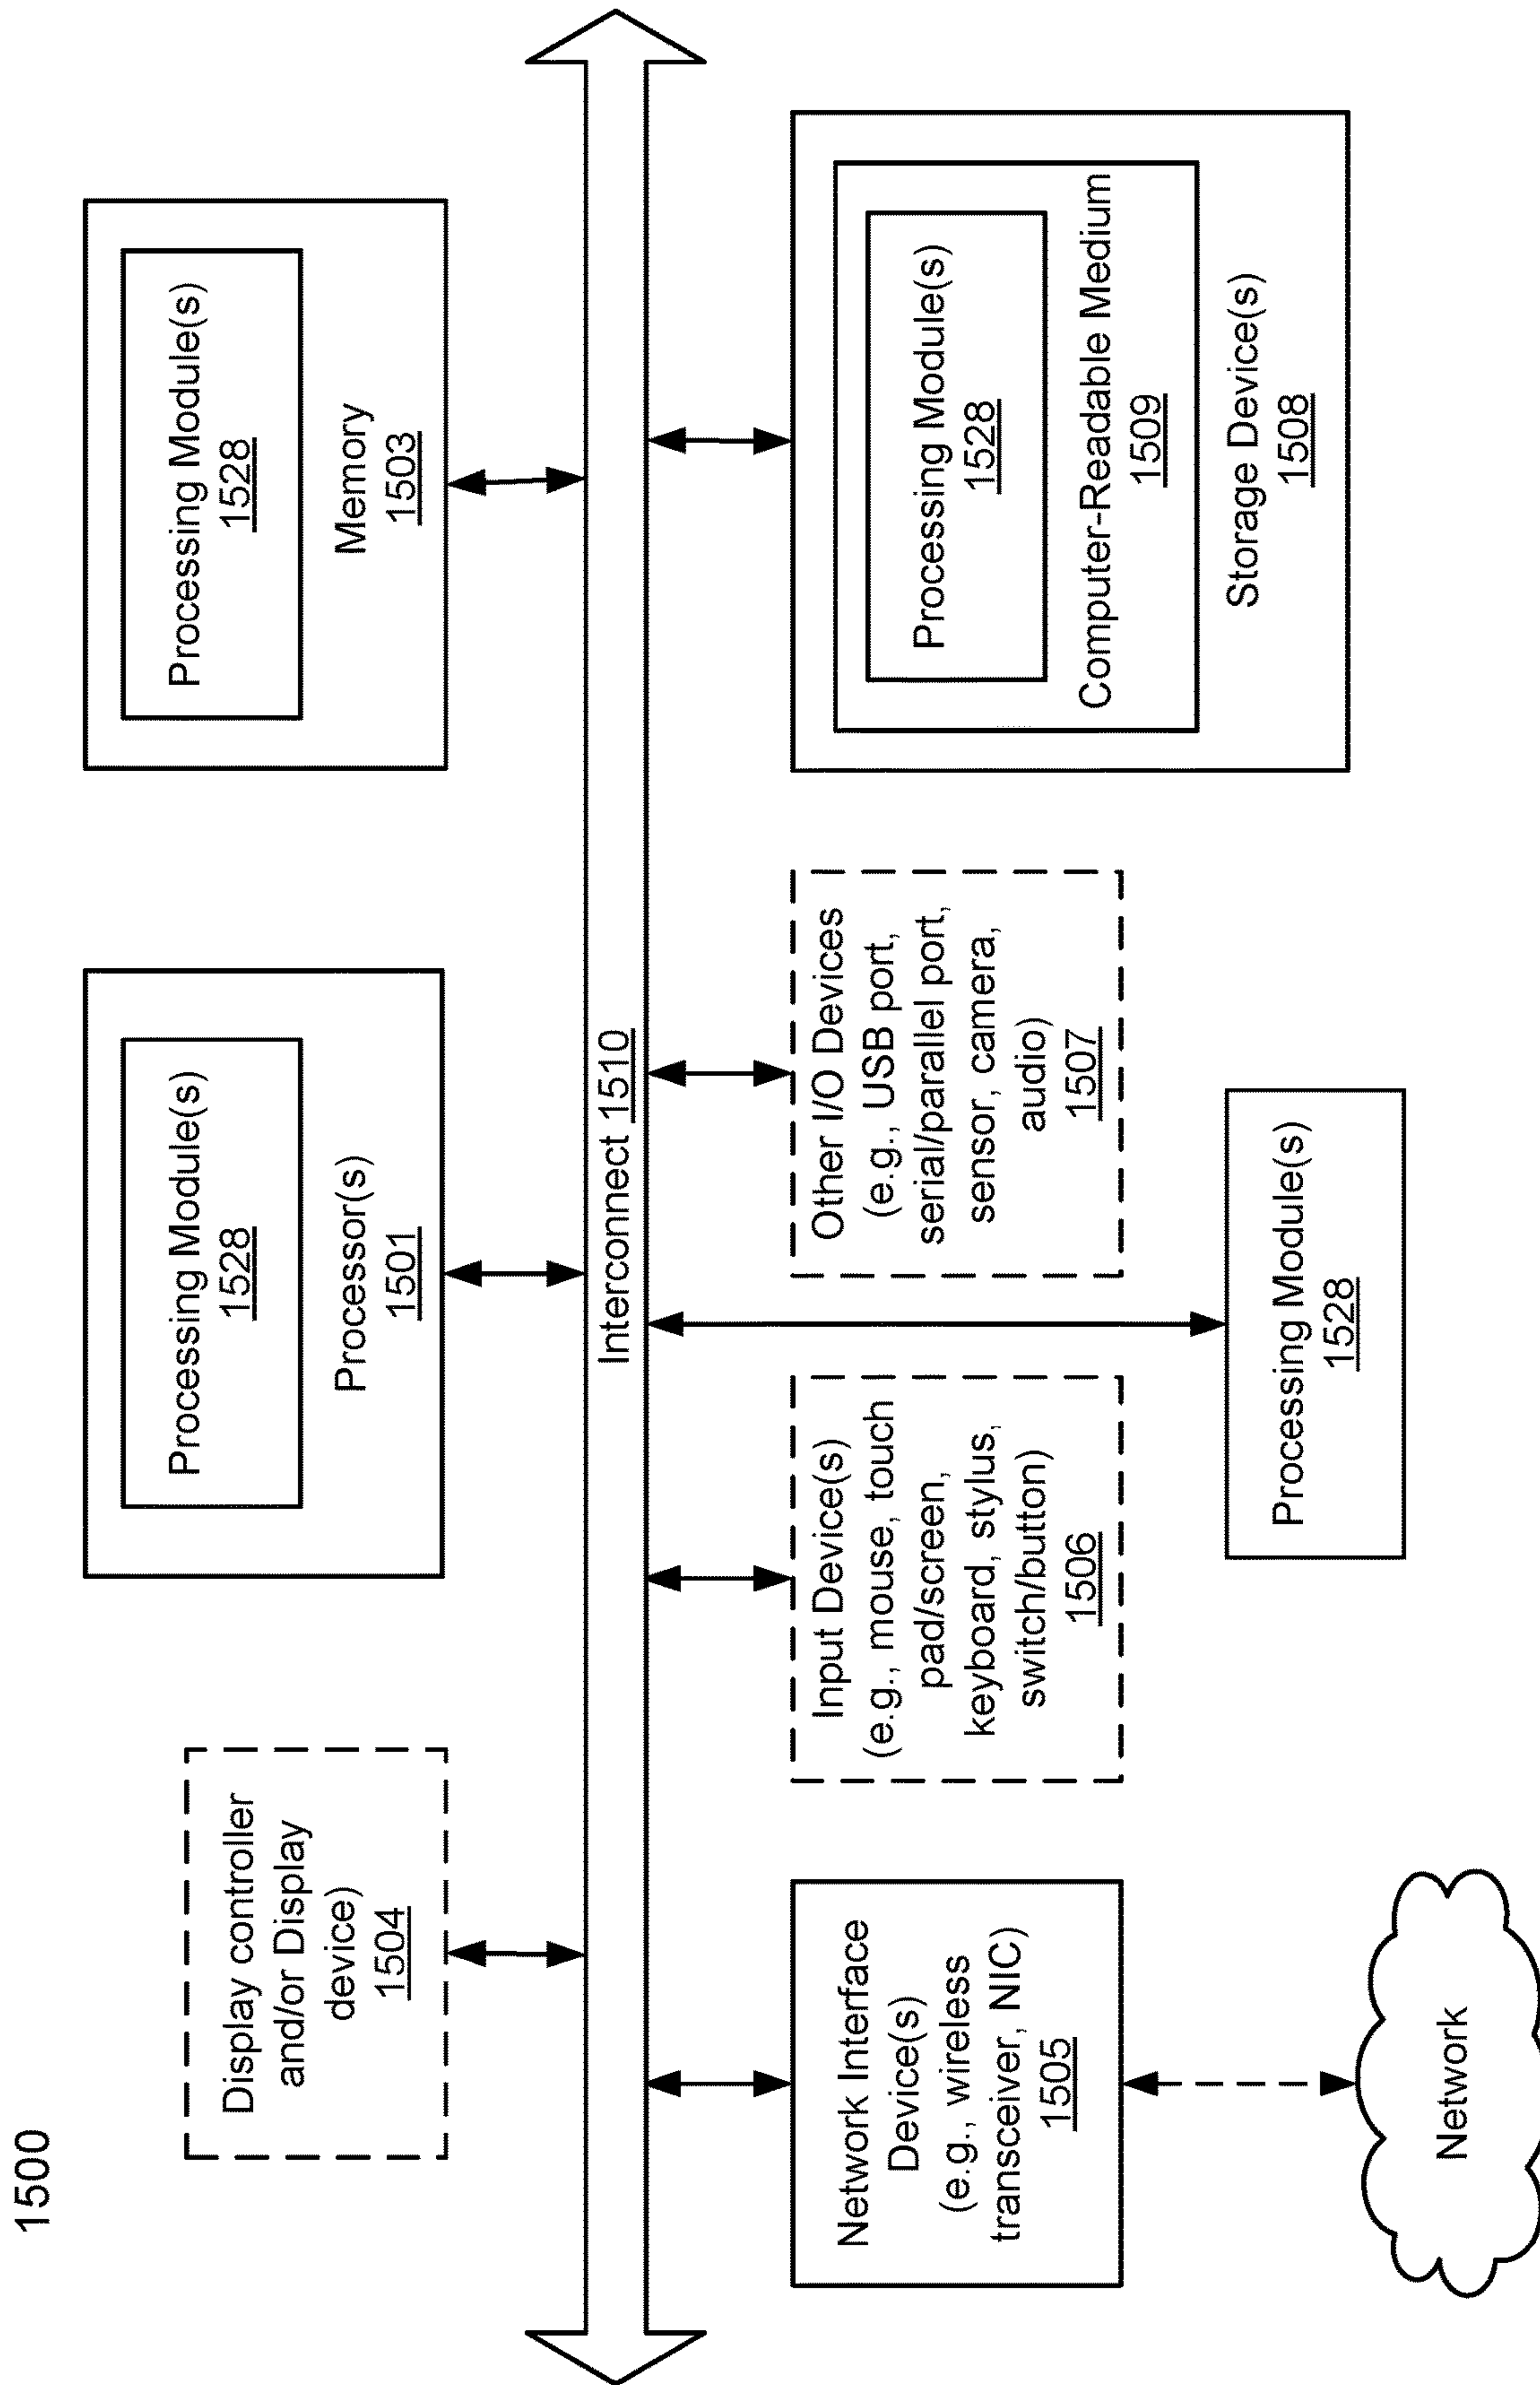 1500
Display controller
and/or Display
device)
1504
Processing Module(s)
1528
Processor(s)
1501
Processing Module(s)
1528
Memory
1503
Interconnect 1510
Network Interface
Device(s)
(e.g., wireless
transceiver, NIC)
1505
Input Device(s)
(e.g., mouse, touch
pad/screen,
keyboard, stylus,
switch/button)
1506
Other I/O Devices
(e.g., USB port,
serial/parallel port,
sensor, camera,
audio)
1507
Processing Module(s)
1528
Computer-Readable Medium
1509
Storage Device(s)
1508
Processing Module(s)
1528
Network